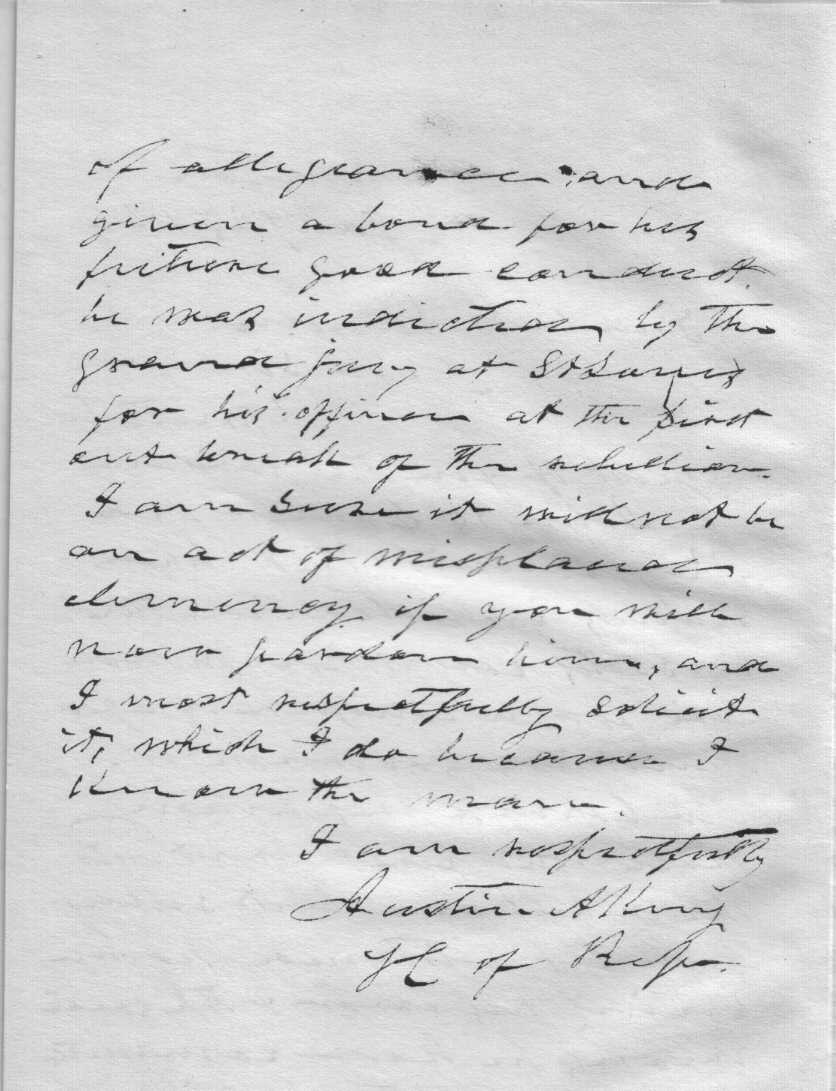 of allegiance and
given a bond for his
future good conduct.
he was indicted by the
grand jury at St Louis
for his offence at the first
out break of the rebellion.
I am sure it will not be
an act of misplaced
clemency if you will
now pardon him, and
I most respectfully solicit
it, which I do because I
know the man.
I am respectfully
Austin A King
H of Rep.